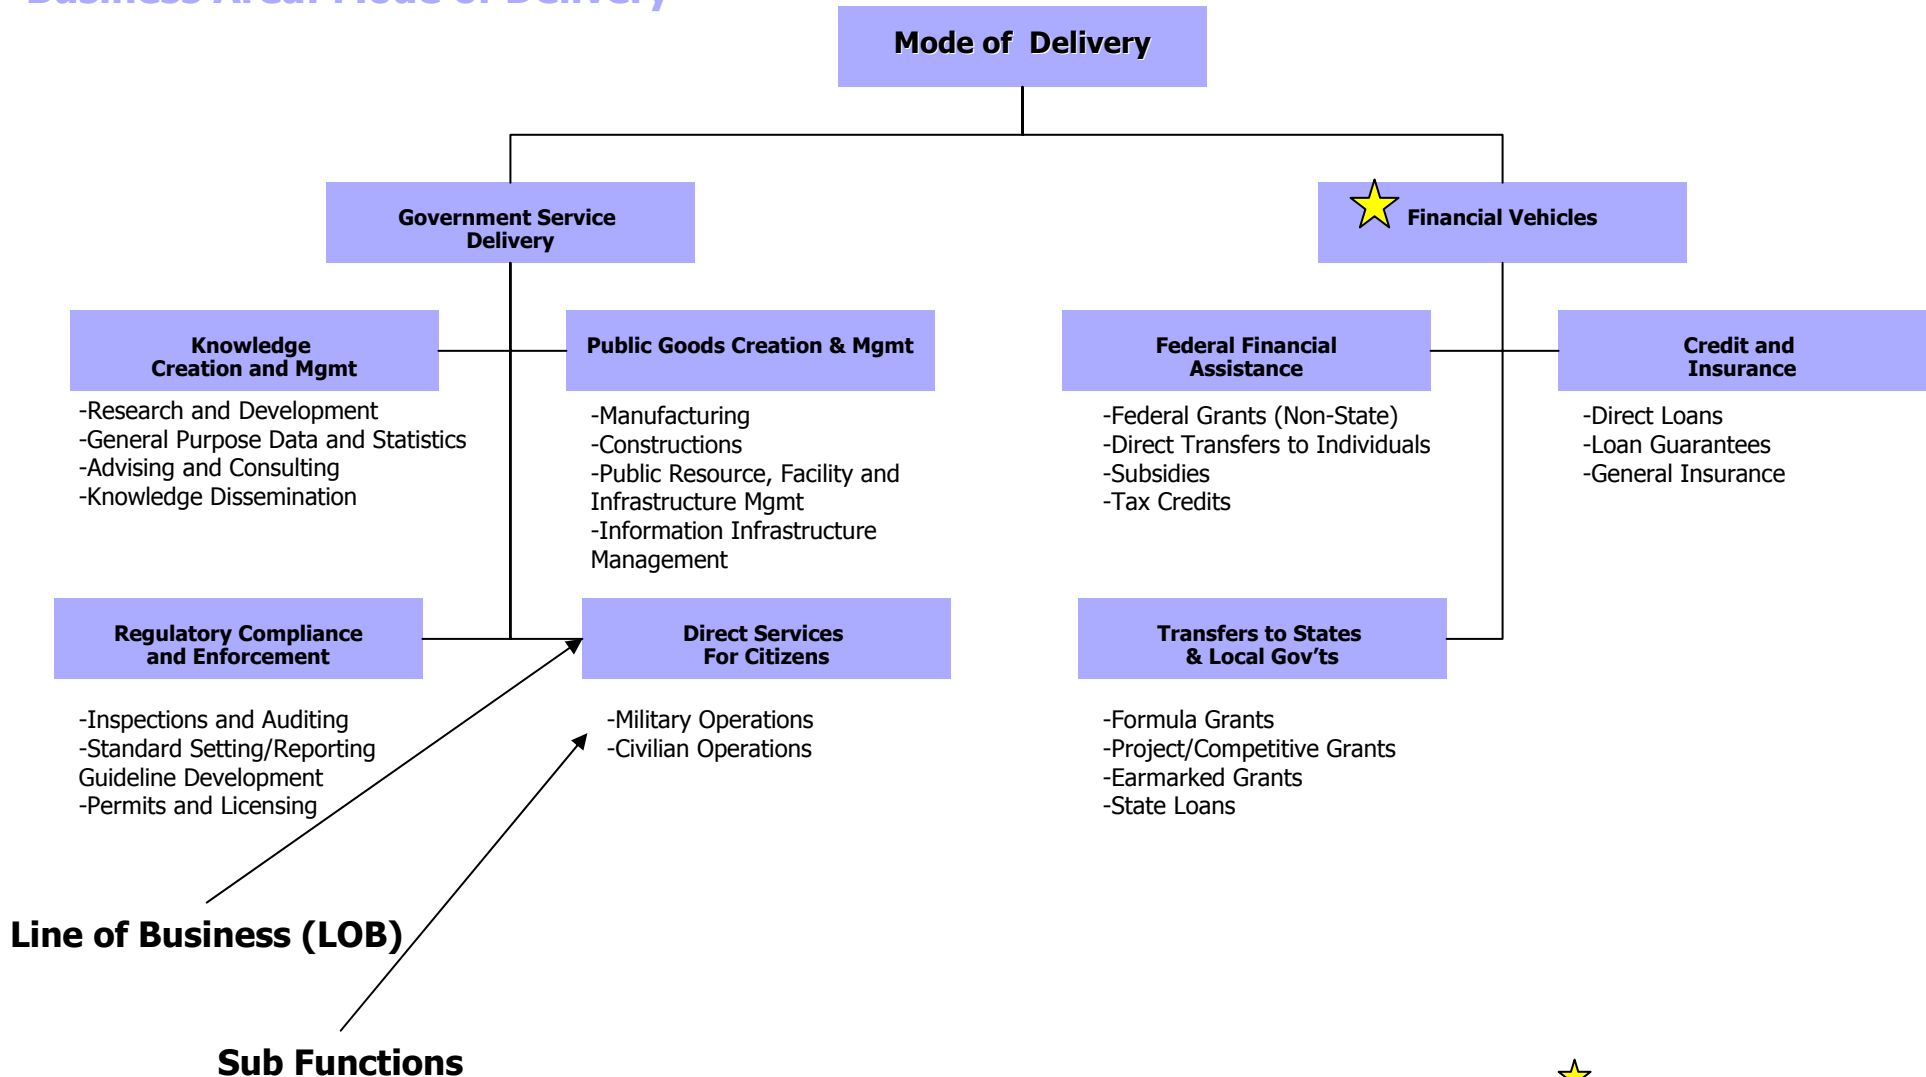 Business Area: Mode of Delivery
Mode of Delivery
Government Service
Delivery
Financial Vehicles
Knowledge
Creation and Mgmt
Public Goods Creation & Mgmt
Federal Financial
Assistance
Credit and
Insurance
-Research and Development
-General Purpose Data and Statistics
-Advising and Consulting
-Knowledge Dissemination
-Manufacturing
-Constructions
-Public Resource, Facility and
Infrastructure Mgmt
-Information Infrastructure
Management
-Federal Grants (Non-State)
-Direct Transfers to Individuals
-Subsidies
-Tax Credits
-Direct Loans
-Loan Guarantees
-General Insurance
Regulatory Compliance
and Enforcement
Direct Services
For Citizens
Transfers to States
& Local Gov’ts
-Inspections and Auditing
-Standard Setting/Reporting
Guideline Development
-Permits and Licensing
-Military Operations
-Civilian Operations
-Formula Grants
-Project/Competitive Grants
-Earmarked Grants
-State Loans
Line of Business (LOB)
Sub Functions